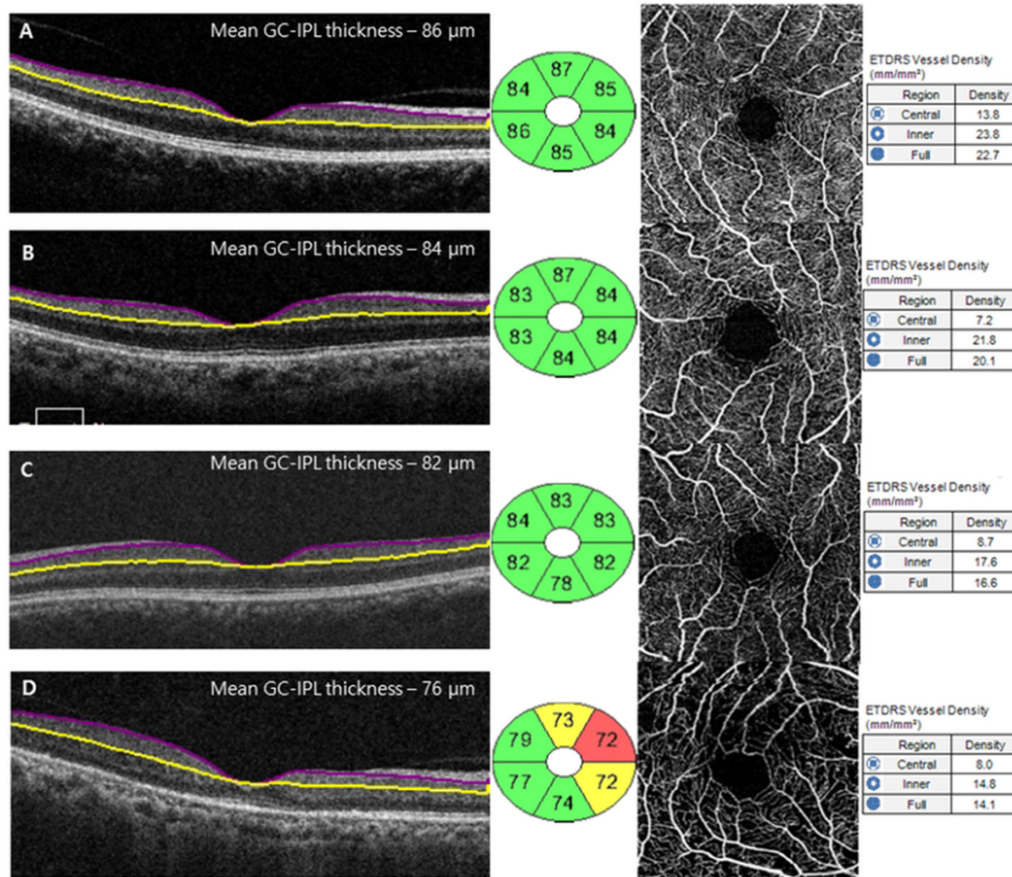 A
Mean GC-IPL thickness – 86 μm
87
84
85
86
84
85
ETDRS Vessel Density
(mm/mm²)
Region Density
Central 13.8
Inner 23.8
Full 22.7
B
Mean GC-IPL thickness – 84 μm
87
83
84
83
84
84
ETDRS Vessel Density
(mm/mm²)
Region Density
Central 7.2
Inner 21.8
Full 20.1
C
Mean GC-IPL thickness – 82 μm
83
84
83
82
82
78
ETDRS Vessel Density
(mm/mm²)
Region Density
Central 8.7
Inner 17.6
Full 16.6
D
Mean GC-IPL thickness – 76 μm
73
79
72
77
72
74
ETDRS Vessel Density
(mm/mm²)
Region Density
Central 8.0
Inner 14.8
Full 14.1